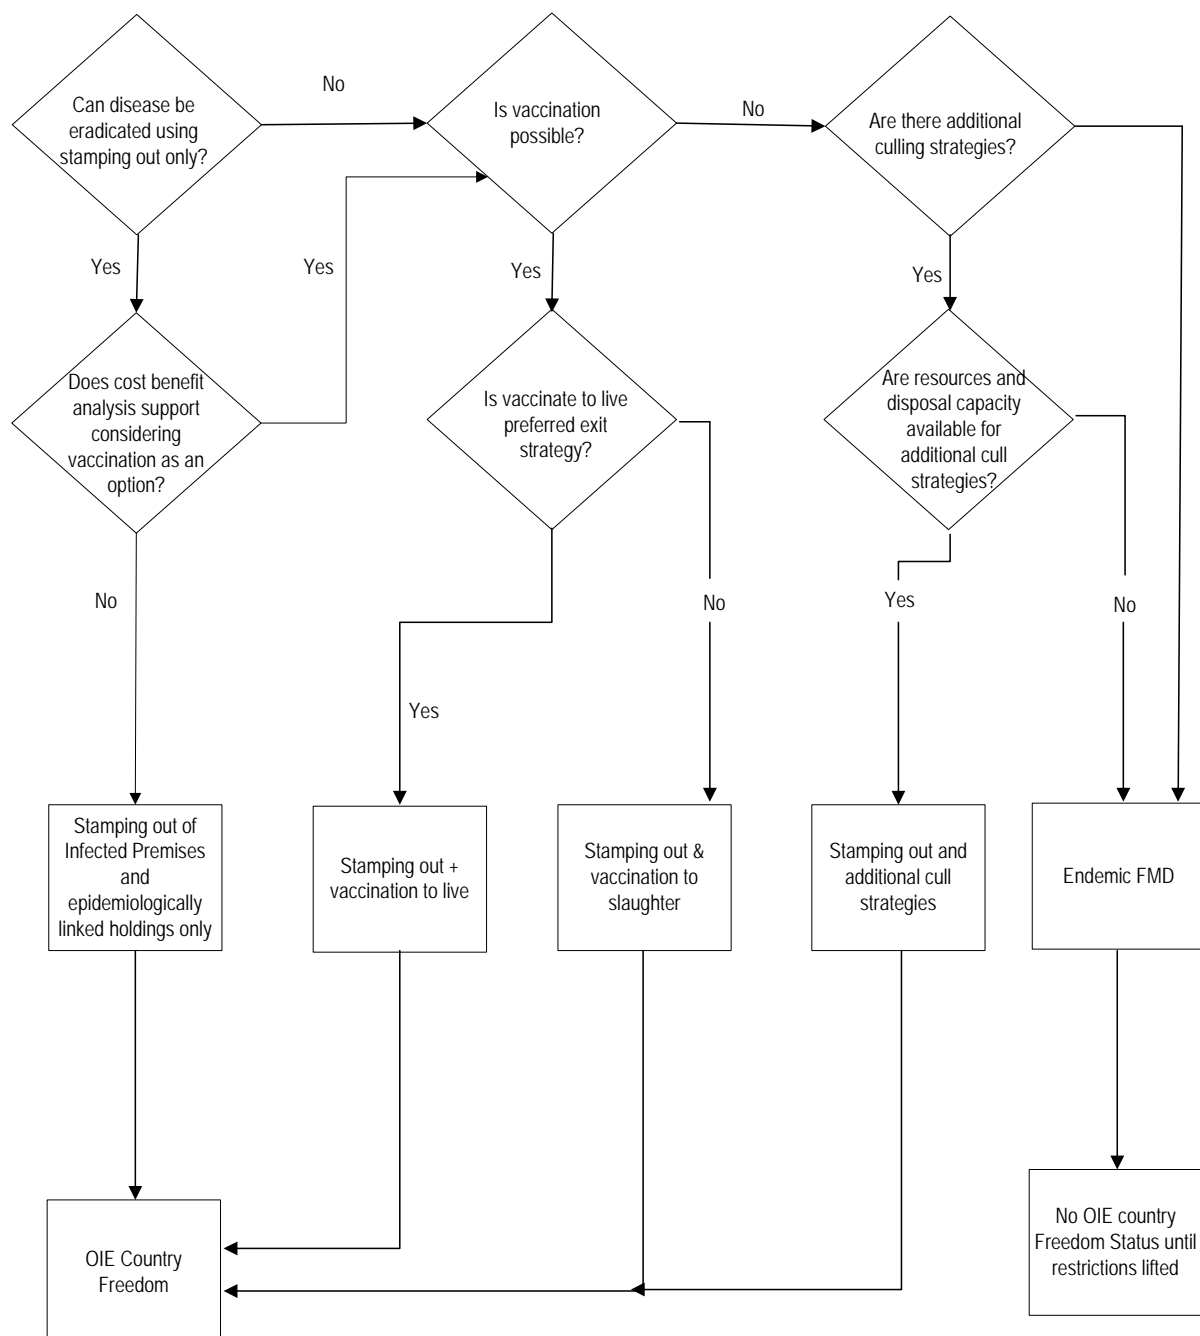 Can disease be
eradicated using
stamping out only?
No
Is vaccination
possible?
No
Are there additional
culling strategies?
Yes
Yes
Yes
Yes
Does cost benefit
analysis support
considering
vaccination as an
option?
Is vaccinate to live
preferred exit
strategy?
Are resources and
disposal capacity
available for
additional cull
strategies?
No
No
Yes
No
Yes
Stamping out of
Infected Premises
and
epidemiologically
linked holdings only
Stamping out +
vaccination to live
Stamping out &
vaccination to
slaughter
Stamping out and
additional cull
strategies
Endemic FMD
OIE Country
Freedom
No OIE country
Freedom Status until
restrictions lifted